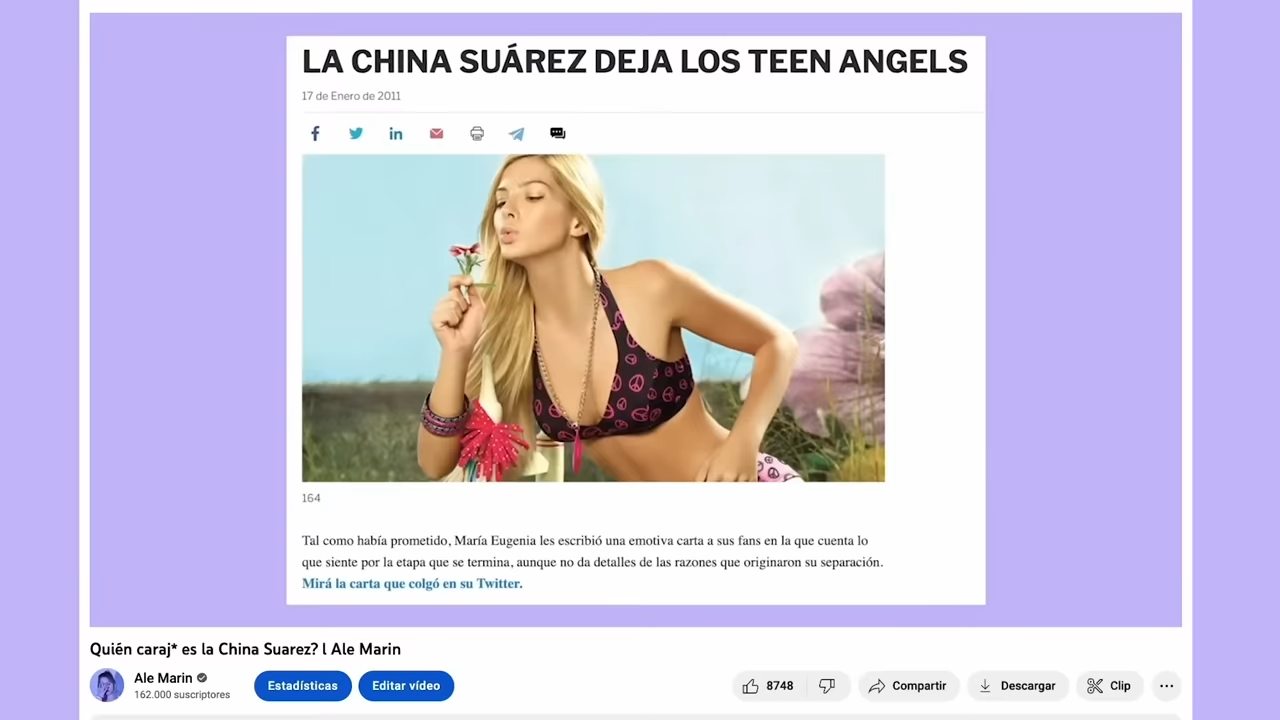 LA CHINA SUÁREZ DEJA LOS TEEN ANGELS
17 de Enero de 2011
164
Tal como había prometido, María Eugenia les escribió una emotiva carta a sus fans en la que cuenta lo
que siente por la etapa que se termina, aunque no da detalles de las razones que originaron su separación.
Mirá la carta que colgó en su Twitter.
Quién caraj* es la China Suarez? l Ale Marin
Ale Marin
162.000 suscriptores
Estadísticas
Editar vídeo
8748
Compartir
Descargar
Clip